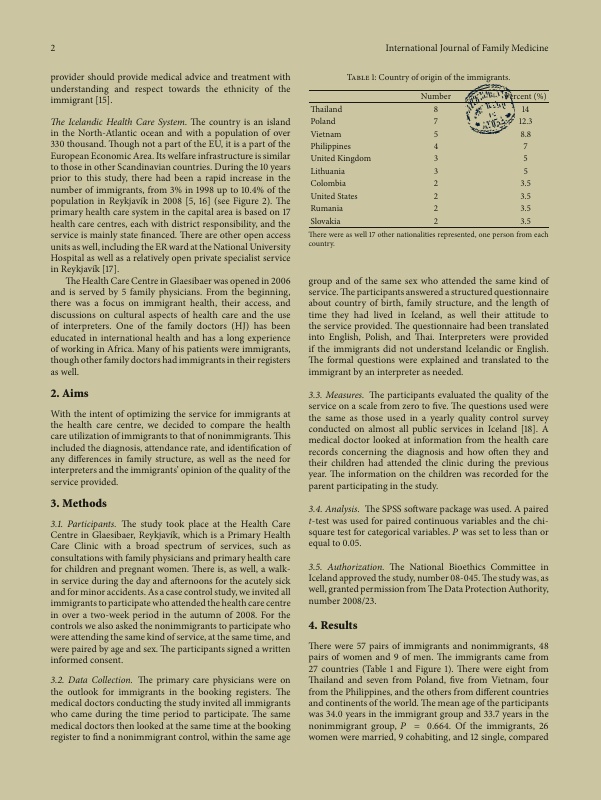 2
International Journal of Family Medicine
provider should provide medical advice and treatment with
understanding and respect towards the ethnicity of the
immigrant [15].
The Icelandic Health Care System. The country is an island
in the North-Atlantic ocean and with a population of over
330 thousand. Though not a part of the EU, it is a part of the
European Economic Area. Its welfare infrastructure is similar
to those in other Scandinavian countries. During the 10 years
prior to this study, there had been a rapid increase in the
number of immigrants, from 3% in 1998 up to 10.4% of the
population in Reykjavík in 2008 [5, 16] (see Figure 2). The
primary health care system in the capital area is based on 17
health care centres, each with district responsibility, and the
service is mainly state financed. There are other open access
units as well, including the ER ward at the National University
Hospital as well as a relatively open private specialist service
in Reykjavík [17].
The Health Care Centre in Glaesibaer was opened in 2006
and is served by 5 family physicians. From the beginning,
there was a focus on immigrant health, their access, and
discussions on cultural aspects of health care and the use
of interpreters. One of the family doctors (HJ) has been
educated in international health and has a long experience
of working in Africa. Many of his patients were immigrants,
though other family doctors had immigrants in their registers
as well.
2. Aims
With the intent of optimizing the service for immigrants at
the health care centre, we decided to compare the health
care utilization of immigrants to that of nonimmigrants. This
included the diagnosis, attendance rate, and identification of
any differences in family structure, as well as the need for
interpreters and the immigrants' opinion of the quality of the
service provided.
3. Methods
3.1. Participants. The study took place at the Health Care
Centre in Glaesibaer, Reykjavík, which is a Primary Health
Care Clinic with a broad spectrum of services, such as
consultations with family physicians and primary health care
for children and pregnant women. There is, as well, a walk-
in service during the day and afternoons for the acutely sick
and for minor accidents. As a case control study, we invited all
immigrants to participate who attended the health care centre
in over a two-week period in the autumn of 2008. For the
controls we also asked the nonimmigrants to participate who
were attending the same kind of service, at the same time, and
were paired by age and sex. The participants signed a written
informed consent.
3.2. Data Collection. The primary care physicians were on
the outlook for immigrants in the booking registers. The
medical doctors conducting the study invited all immigrants
who came during the time period to participate. The same
medical doctors then looked at the same time at the booking
register to find a nonimmigrant control, within the same age
Table 1: Country of origin of the immigrants.
Number Percent (%)
Thailand 8 14
Poland 7 12.3
Vietnam 5 8.8
Philippines 4 7
United Kingdom 3 5
Lithuania 3 5
Colombia 2 3.5
United States 2 3.5
Rumania 2 3.5
Slovakia 2 3.5
There were as well 17 other nationalities represented, one person from each
country.
group and of the same sex who attended the same kind of
service. The participants answered a structured questionnaire
about country of birth, family structure, and the length of
time they had lived in Iceland, as well their attitude to
the service provided. The questionnaire had been translated
into English, Polish, and Thai. Interpreters were provided
if the immigrants did not understand Icelandic or English.
The formal questions were explained and translated to the
immigrant by an interpreter as needed.
3.3. Measures. The participants evaluated the quality of the
service on a scale from zero to five. The questions used were
the same as those used in a yearly quality control survey
conducted on almost all public services in Iceland [18]. A
medical doctor looked at information from the health care
records concerning the diagnosis and how often they and
their children had attended the clinic during the previous
year. The information on the children was recorded for the
parent participating in the study.
3.4. Analysis. The SPSS software package was used. A paired
t-test was used for paired continuous variables and the chi-
square test for categorical variables. P was set to less than or
equal to 0.05.
3.5. Authorization. The National Bioethics Committee in
Iceland approved the study, number 08-045. The study was, as
well, granted permission from The Data Protection Authority,
number 2008/23.
4. Results
There were 57 pairs of immigrants and nonimmigrants, 48
pairs of women and 9 of men. The immigrants came from
27 countries (Table 1 and Figure 1). There were eight from
Thailand and seven from Poland, five from Vietnam, four
from the Philippines, and the others from different countries
and continents of the world. The mean age of the participants
was 34.0 years in the immigrant group and 33.7 years in the
nonimmigrant group, P = 0.664. Of the immigrants, 26
women were married, 9 cohabiting, and 12 single, compared